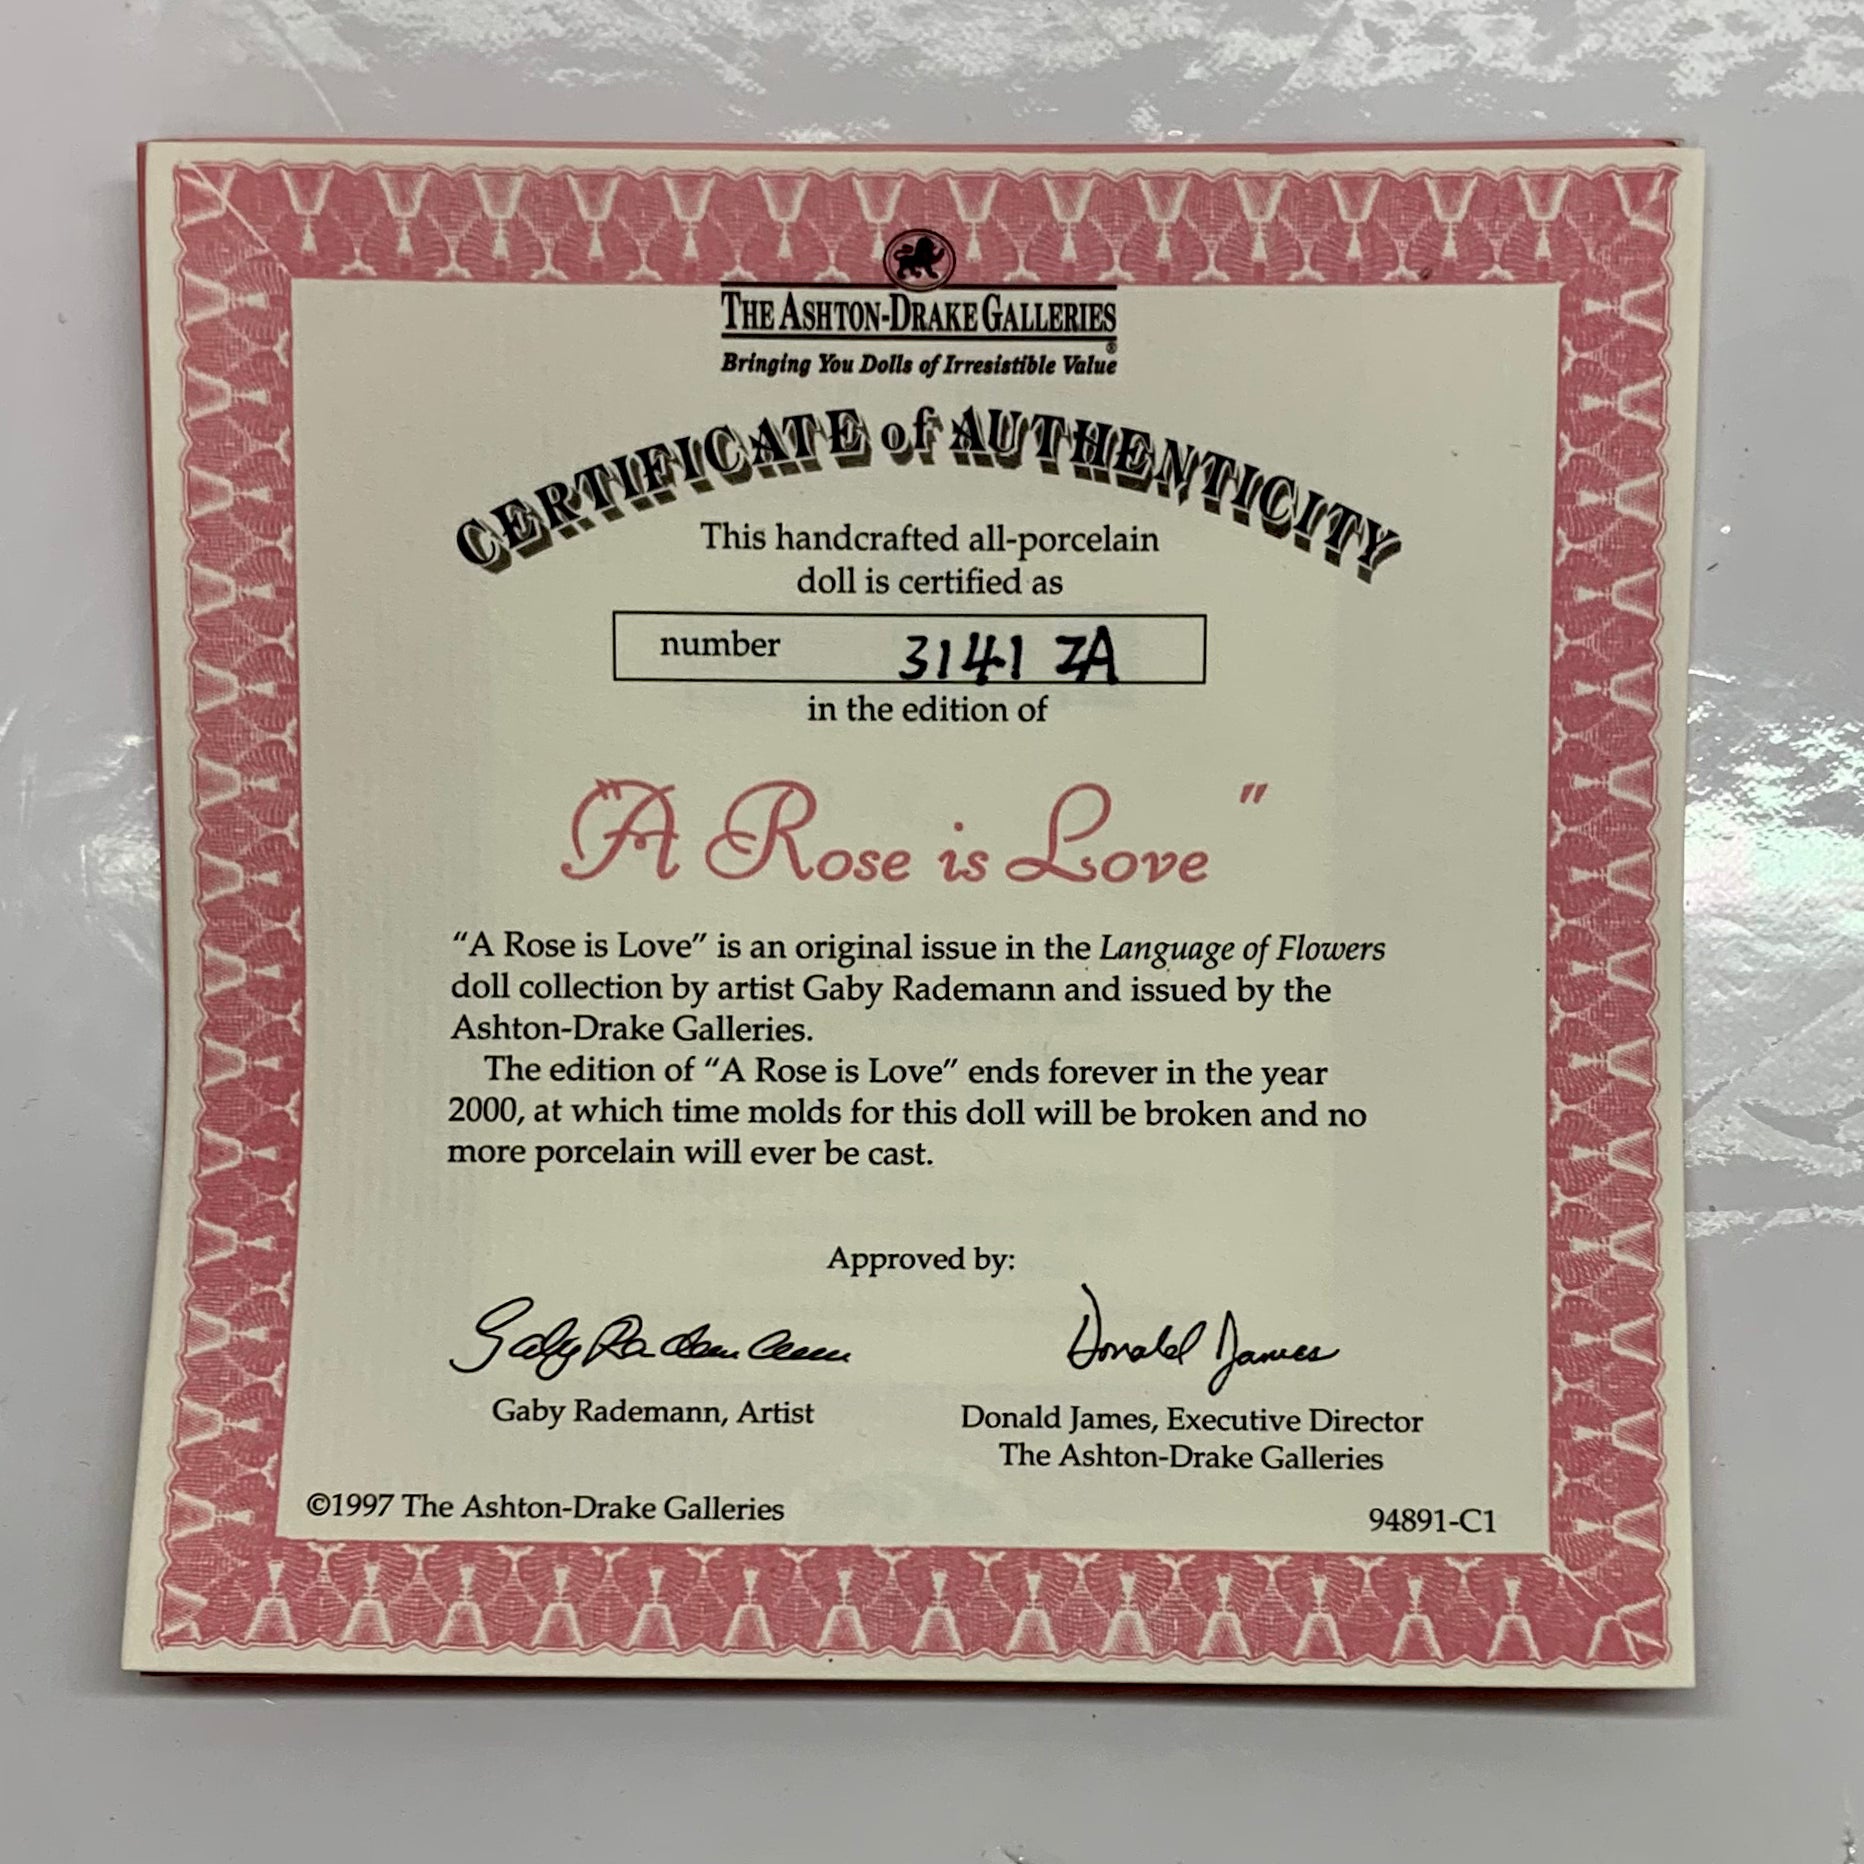 THE ASHTON-DRAKE GALLERIES
®
Bringing You Dolls of Irresistible Value
CERTIFICATE of AUTHENTICITY
This handcrafted all-porcelain
doll is certified as
number 3141 ZA
in the edition of
"A Rose is Love"
“A Rose is Love” is an original issue in the Language of Flowers
doll collection by artist Gaby Rademann and issued by the
Ashton-Drake Galleries.
The edition of “A Rose is Love” ends forever in the year
2000, at which time molds for this doll will be broken and no
more porcelain will ever be cast.
Approved by:
Gaby Rademann Donald James
Gaby Rademann, Artist
Donald James, Executive Director
The Ashton-Drake Galleries
©1997 The Ashton-Drake Galleries
94891-C1